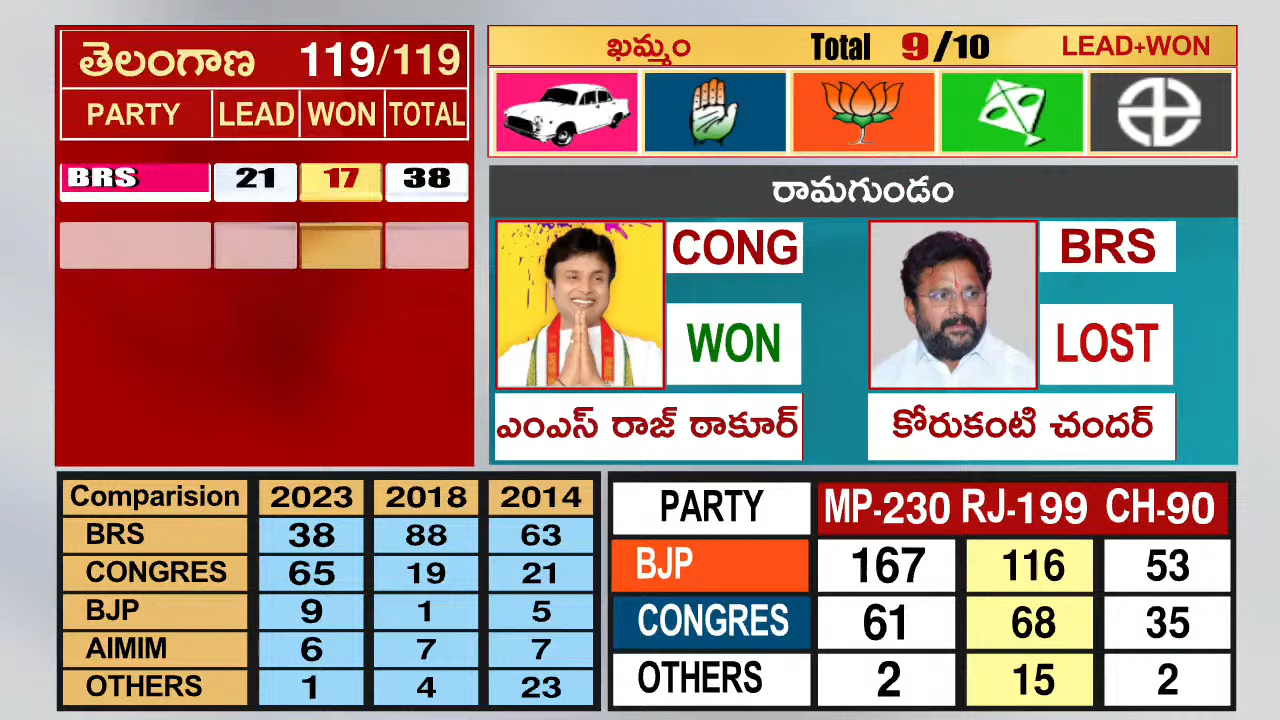 తెలంగాణ 119/119
PARTY LEAD WON TOTAL
BRS 21 17 38
ఖమ్మం Total 9/10 LEAD+WON
రామగుండం
CONG BRS
WON LOST
ఎంఎస్ రాజ్ ఠాకూర్ కోరుకంటి చందర్
Comparision 2023 2018 2014
BRS 38 88 63
CONGRES 65 19 21
BJP 9 1 5
AIMIM 6 7 7
OTHERS 1 4 23
PARTY MP-230 RJ-199 CH-90
BJP 167 116 53
CONGRES 61 68 35
OTHERS 2 15 2